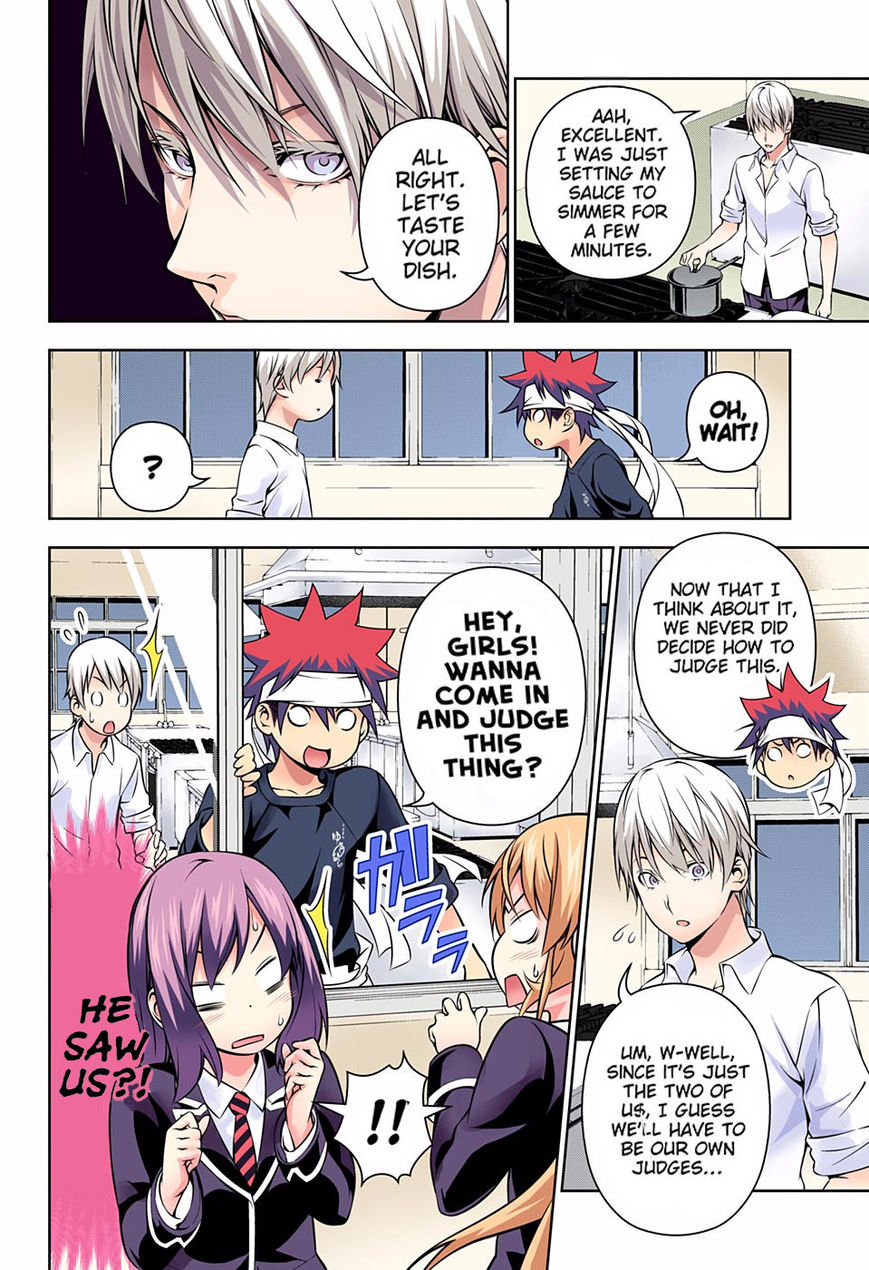 AAH,
EXCELLENT.
I WAS JUST
SETTING MY
SAUCE TO
SIMMER FOR
A FEW
MINUTES.
ALL
RIGHT.
LET'S
TASTE
YOUR
DISH.
OH,
WAIT!
?
NOW THAT I
THINK ABOUT IT,
WE NEVER DID
DECIDE HOW TO
JUDGE THIS.
UM, W-WELL,
SINCE IT'S JUST
THE TWO OF
U$, I GUESS
WE'LL HAVE TO
BE OUR OWN
JUDGES...
HEY,
GIRLS!
WANNA
COME IN
AND JUDGE
THIS
THING?
ガララ
!!
HE
SAW
US?!